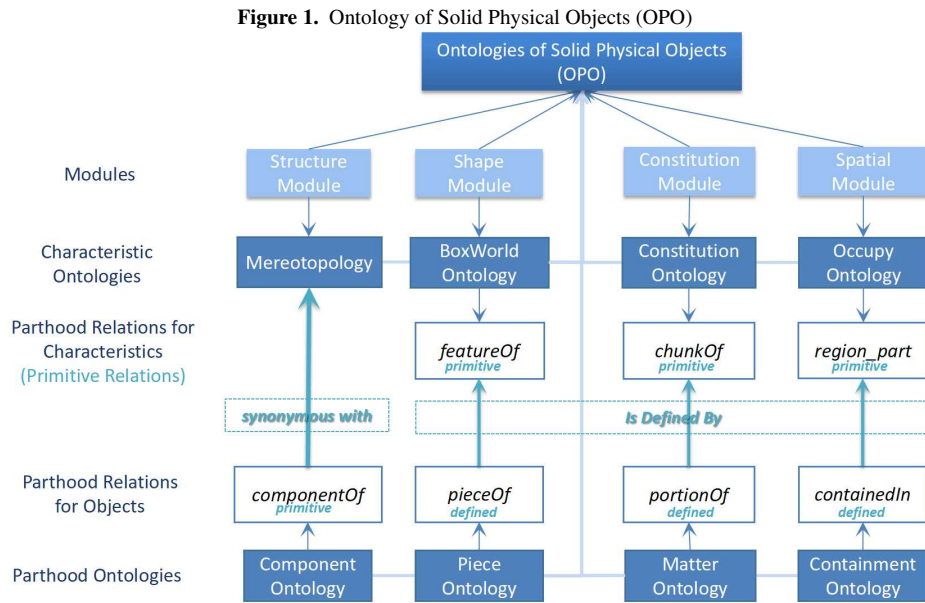 Figure 1. Ontology of Solid Physical Objects (OPO)
Ontologies of Solid Physical Objects
(OPO)
Modules
Structure
Module
Shape
Module
Constitution
Module
Spatial
Module
Characteristic
Ontologies
Mereotopology
BoxWorld
Ontology
Constitution
Ontology
Occupy
Ontology
Parthood Relations for
Characteristics
(Primitive Relations)
featureOf
primitive
chunkOf
primitive
region_part
primitive
synonymous with
Is Defined By
Parthood Relations
for Objects
componentOf
primitive
pieceOf
defined
portionOf
defined
containedIn
defined
Parthood Ontologies
Component
Ontology
Piece
Ontology
Matter
Ontology
Containment
Ontology